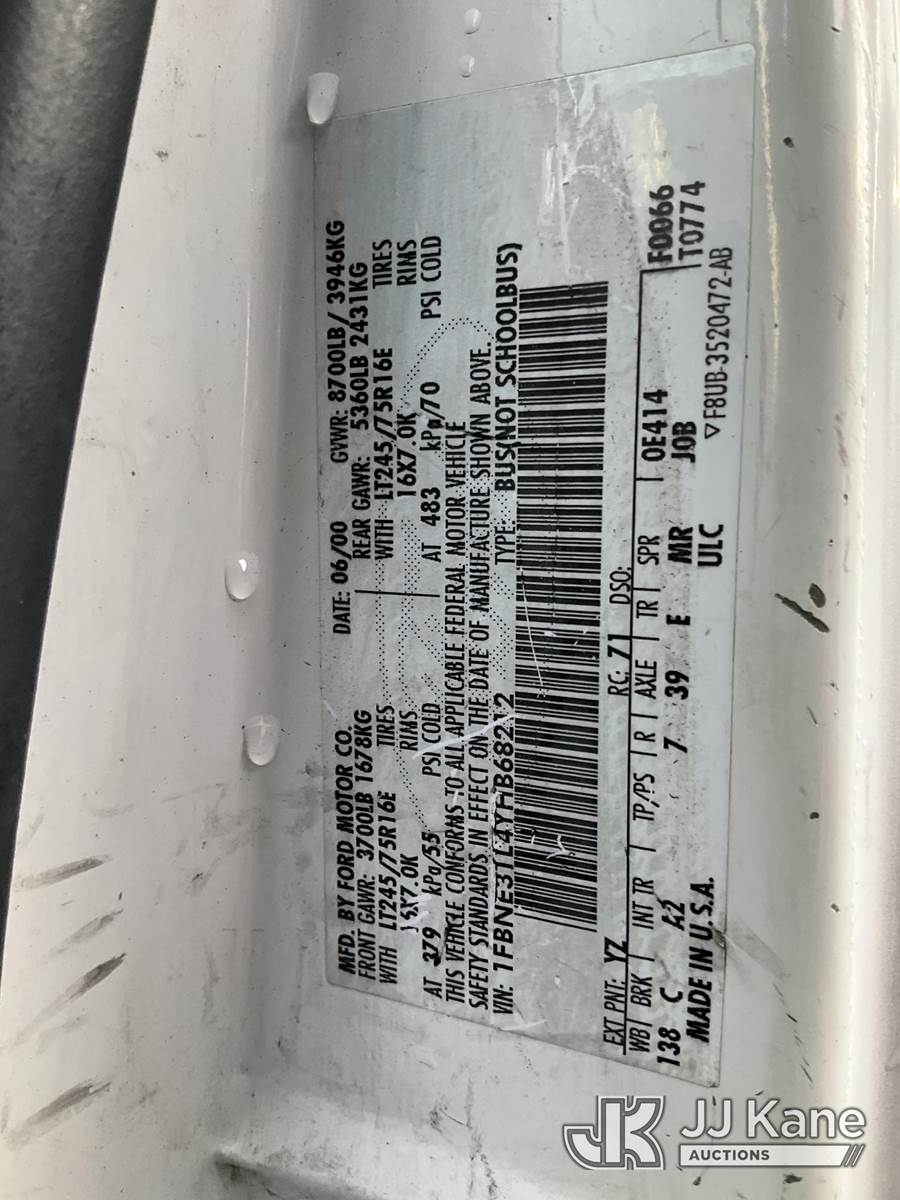 MFD. BY FORD MOTOR CO.
DATE: 06/00 GVWR: 8700LB/ 3946KG
FRONT GAWR: 3700LB 1678KG REAR GAWR: 5360LB 2431KG
WITH LT245/75R16E TIRES WITH LT245/75R16E TIRES
16X7.0K RIMS 16X7.0K RIMS
AT 379 kPa/55 PSI COLD AT 483 kPa/70 PSI COLD
THIS VEHICLE CONFORMS TO ALL APPLICABLE FEDERAL MOTOR VEHICLE
SAFETY STANDARDS IN EFFECT ON THE DATE OF MANUFACTURE SHOWN ABOVE.
VIN: TYPE: BUS(NOT SCHOOLBUS)
EXT PNT: YZ RC: 71 DSO:
WB BRK INT TR TP/PS R AXLE TR SPR F0066
138 C 7 39 E MR 0E414 JOB T0774
MADE IN U.S.A. ULC
▽F8UB-3520472-AB
JK JJ Kane
AUCTIONS